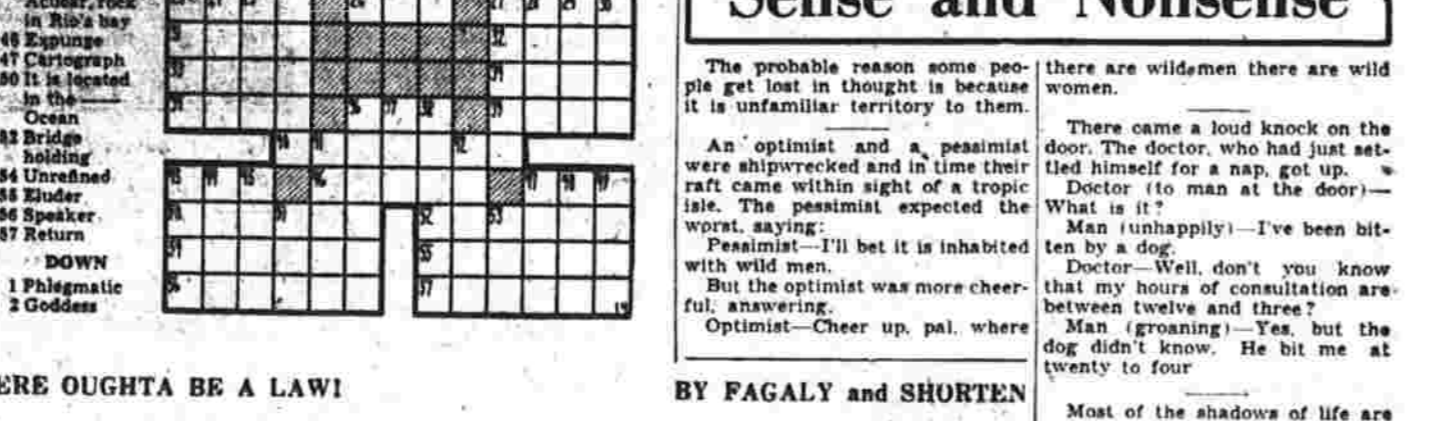 in Rio's bay
46 Expunge
47 Cartograph
50 It is located
in the —
Ocean
52 Bridge
holding
54 Unrefined
55 Eluder
56 Speaker
57 Return
DOWN
1 Phlegmatic
2 Goddess
ERE OUGHTA BE A LAW!
Sense and Nonsense
The probable reason some peo-
ple get lost in thought is because
it is unfamiliar territory to them.
An optimist and a pessimist
were shipwrecked and in time their
raft came within sight of a tropic
isle. The pessimist expected the
worst, saying:
Pessimist—I'll bet it is inhabited
with wild men.
But the optimist was more cheer-
ful, answering.
Optimist—Cheer up, pal, where
BY FAGALY and SHORTEN
there are wild men there are wild
women.
There came a loud knock on the
door. The doctor, who had just set-
tled himself for a nap, got up.
Doctor (to man at the door)—
What is it?
Man (unhappily)—I've been bit-
ten by a dog.
Doctor—Well, don't you know
that my hours of consultation are
between twelve and three?
Man (groaning)—Yes, but the
dog didn't know. He bit me at
twenty to four
Most of the shadows of life are